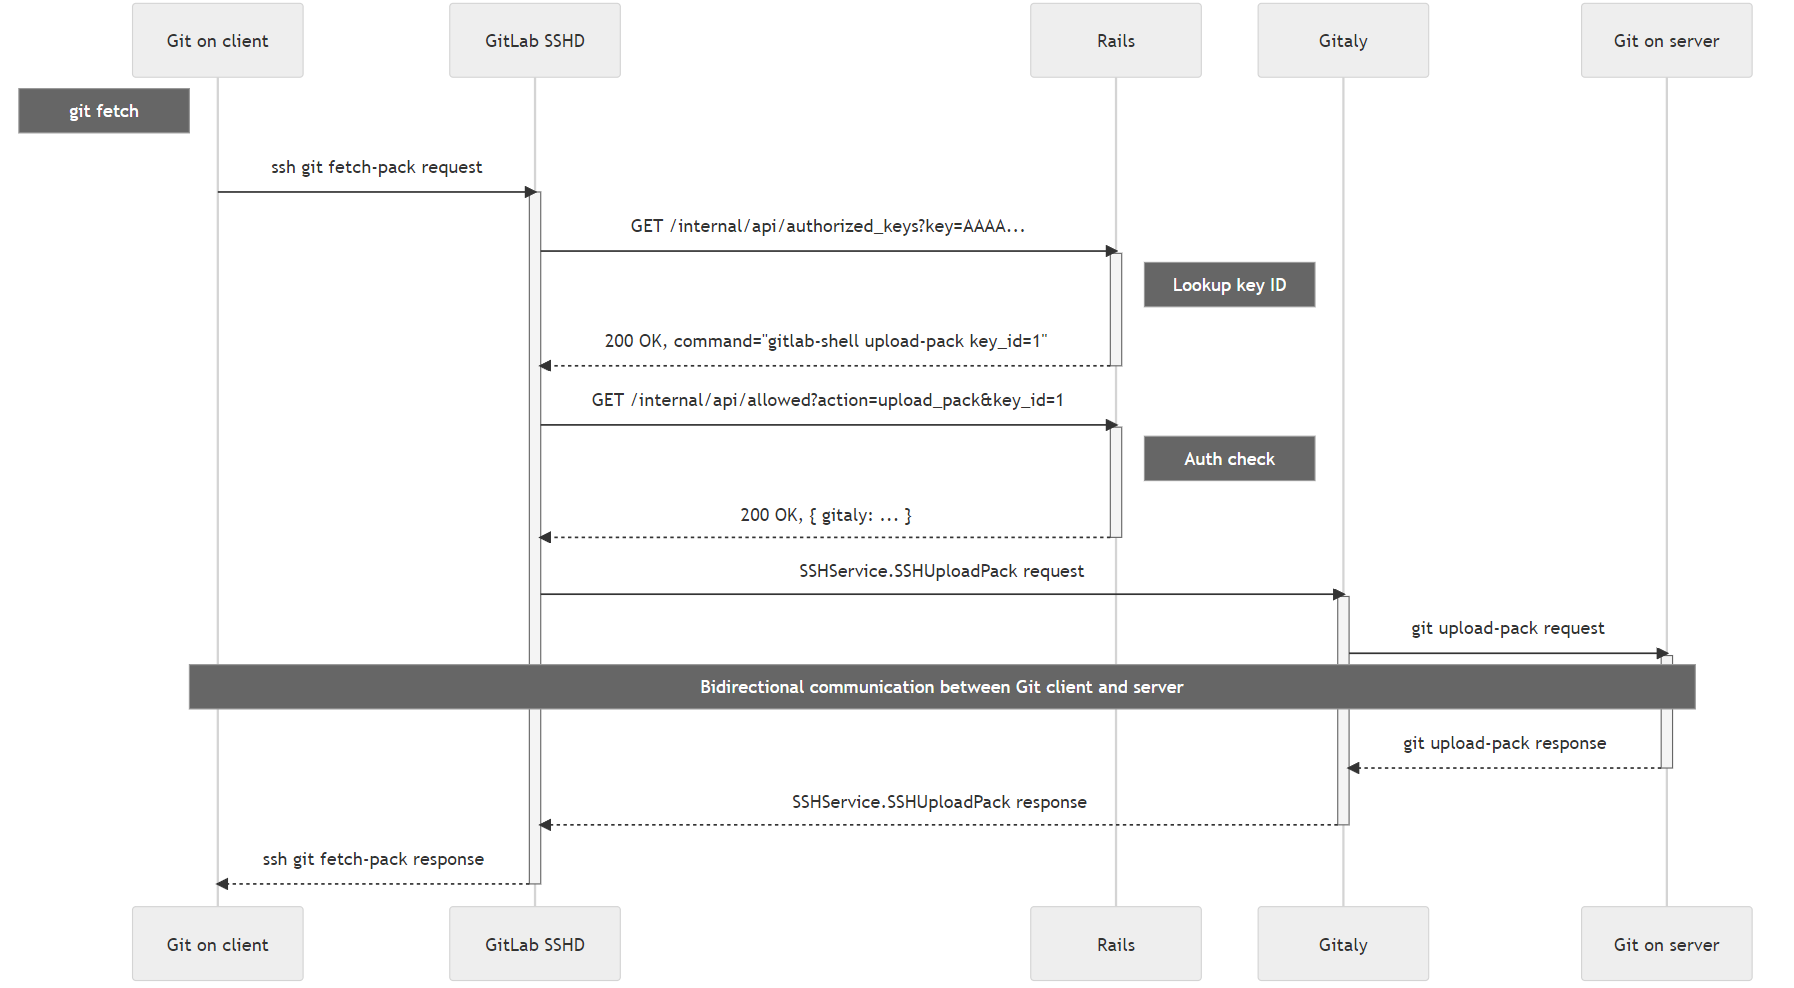 Git on client
GitLab SSHD
Rails
Gitaly
Git on server
git fetch
ssh git fetch-pack request
GET /internal/api/authorized_keys?key=AAAA...
Lookup key ID
200 OK, command="gitlab-shell upload-pack key_id=1"
GET /internal/api/allowed?action=upload_pack&key_id=1
Auth check
200 OK, { gitaly: ... }
SSHService.SSHUploadPack request
git upload-pack request
Bidirectional communication between Git client and server
git upload-pack response
SSHService.SSHUploadPack response
ssh git fetch-pack response
Git on client
GitLab SSHD
Rails
Gitaly
Git on server